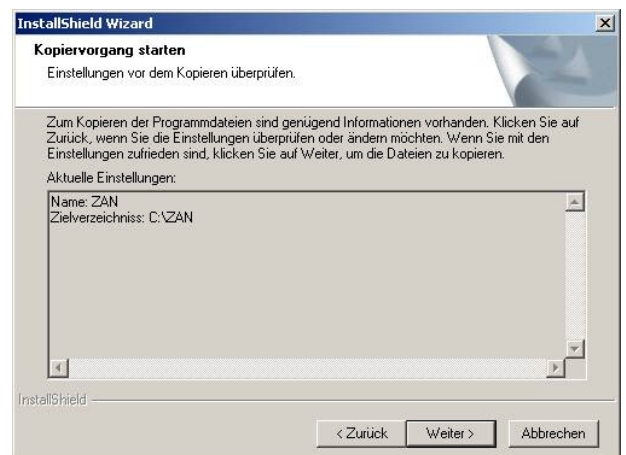 InstallShield Wizard
Kopiervorgang starten
Einstellungen vor dem Kopieren überprüfen.
Zum Kopieren der Programmdateien sind genügend Informationen vorhanden. Klicken Sie auf
Zurück, wenn Sie die Einstellungen überprüfen oder ändern möchten. Wenn Sie mit den
Einstellungen zufrieden sind, klicken Sie auf Weiter, um die Dateien zu kopieren.
Aktuelle Einstellungen:
Name: ZAN
Zielverzeichniss: C:\ZAN
InstallShield
< Zurück Weiter > Abbrechen